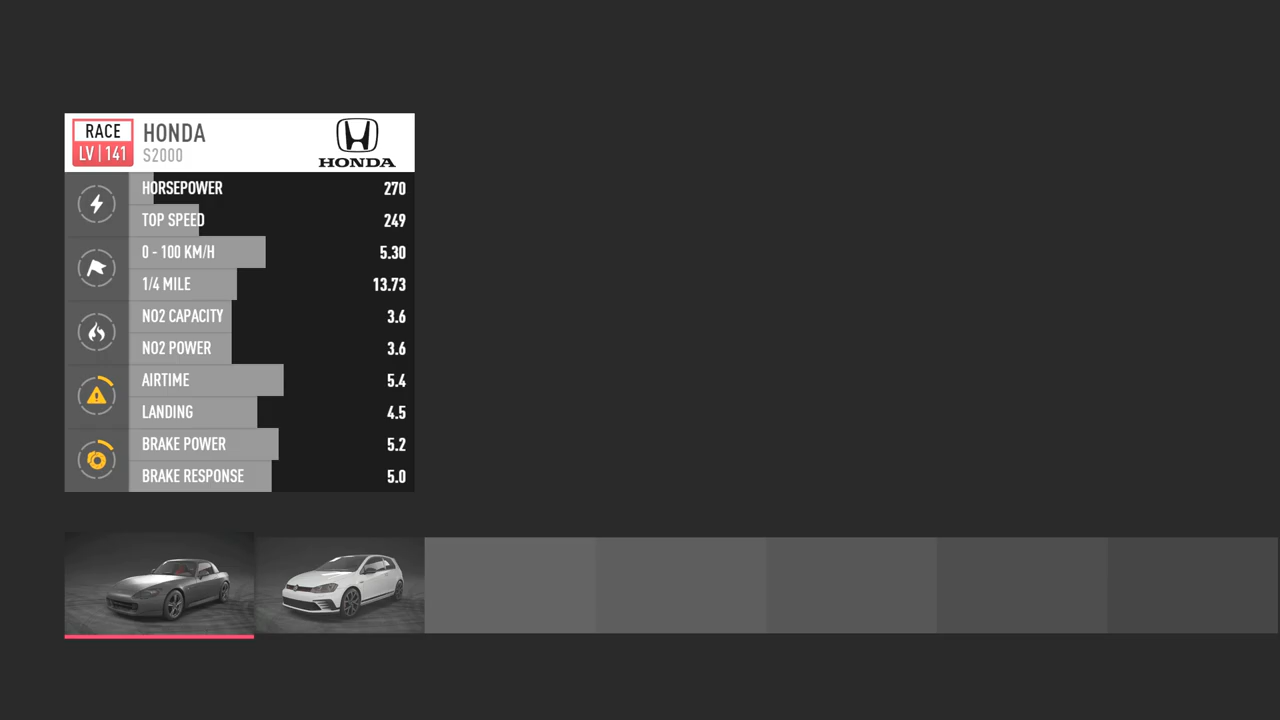 RACE
LV | 141
HONDA
S2000
HONDA
HORSEPOWER 270
TOP SPEED 249
0 - 100 KM/H 5.30
1/4 MILE 13.73
NO2 CAPACITY 3.6
NO2 POWER 3.6
AIRTIME 5.4
LANDING 4.5
BRAKE POWER 5.2
BRAKE RESPONSE 5.0